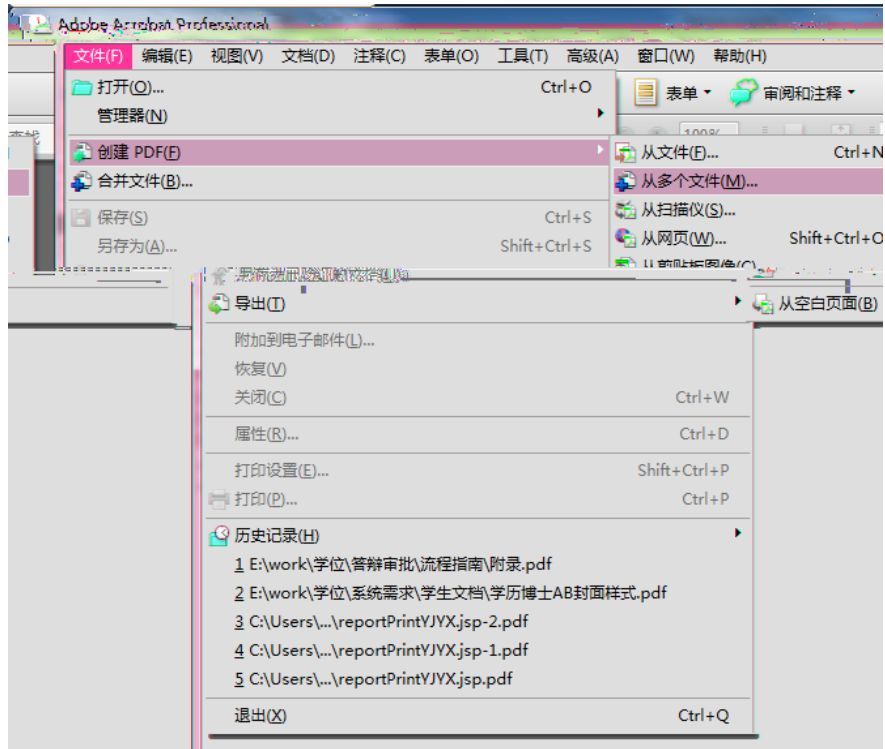 Adobe Acrobat Professional
文件(F) 编辑(E) 视图(V) 文档(D) 注释(C) 表单(O) 工具(T) 高级(A) 窗口(W) 帮助(H)
打开(O)... Ctrl+O
表单 审阅和注释
管理器(N)
100%
查找
创建 PDF(F) 从文件(F)... Ctrl+N
合并文件(B)... 从多个文件(M)...
保存(S) Ctrl+S 从扫描仪(S)...
另存为(A)... Shift+Ctrl+S 从网页(W)... Shift+Ctrl+O
从剪贴板图像(C)
导出(T) 从空白页面(B)
附加到电子邮件(L)...
恢复(V)
关闭(C) Ctrl+W
属性(R)... Ctrl+D
打印设置(E)... Shift+Ctrl+P
打印(P)... Ctrl+P
历史记录(H)
1 E:\work\学位\答辩审批\流程指南\附录.pdf
2 E:\work\学位\系统需求\学生文档\学历博士AB封面样式.pdf
3 C:\Users\...\reportPrintYJYX.jsp-2.pdf
4 C:\Users\...\reportPrintYJYX.jsp-1.pdf
5 C:\Users\...\reportPrintYJYX.jsp.pdf
退出(X) Ctrl+Q